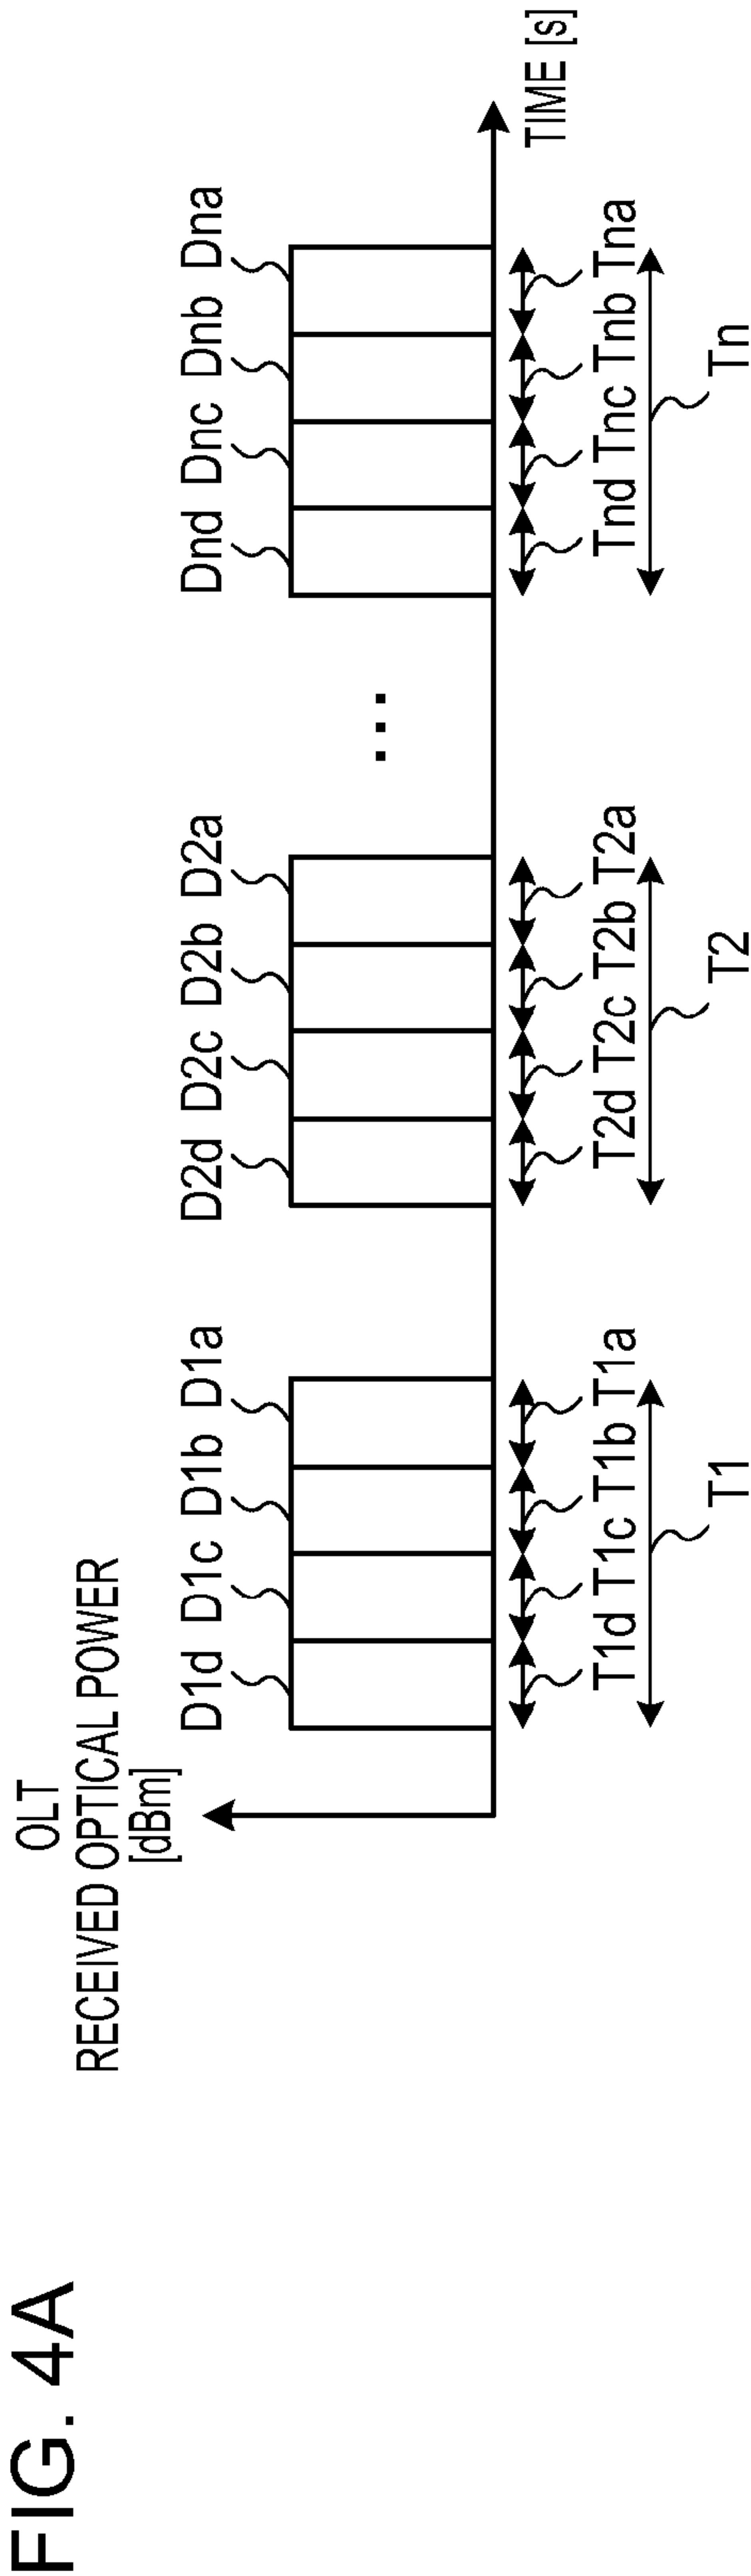 FIG. 4A
OLT
RECEIVED OPTICAL POWER
[dBm]
D1d D1c D1b D1a D2d D2c D2b D2a ... Dnd Dnc Dnb Dna
TIME [s]
T1d T1c T1b T1a T2d T2c T2b T2a Tnd Tnc Tnb Tna
T1 T2 Tn